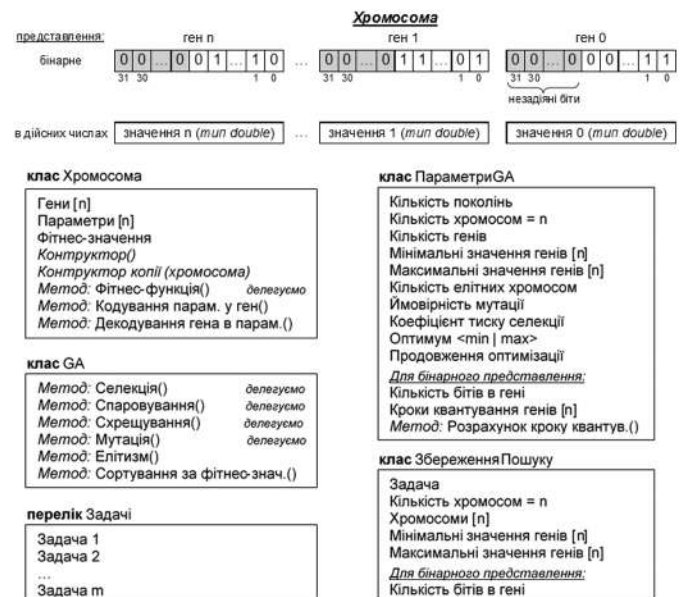 Хромосома
представлення: ген n ген 1 ген 0
бінарне 0 0 ... 0 0 1 ... 1 0 ... 0 0 ... 0 1 1 ... 0 1 0 0 ... 0 0 0 ... 1 1
31 30 1 0 31 30 1 0 31 30 1 0
незадіяні біти
в дійсних числах значення n (тип double) ... значення 1 (тип double) значення 0 (тип double)
клас Хромосома
Гени [n]
Параметри [n]
Фітнес-значення
Контруктор()
Контруктор копії (хромосома)
Метод: Фітнес-функція() делегуємо
Метод: Кодування парам. у ген()
Метод: Декодування гена в парам.()
клас GA
Метод: Селекція() делегуємо
Метод: Спаровування() делегуємо
Метод: Схрещування() делегуємо
Метод: Мутація() делегуємо
Метод: Елітизм()
Метод: Сортування за фітнес-знач.()
перелік Задачі
Задача 1
Задача 2
...
Задача m
клас ПараметриGA
Кількість поколінь
Кількість хромосом = n
Кількість генів
Мінімальні значення генів [n]
Максимальні значення генів [n]
Кількість елітних хромосом
Ймовірність мутації
Коефіцієнт тиску селекції
Оптимум <min | max>
Продовження оптимізації
Для бінарного представлення:
Кількість бітів в гені
Кроки квантування генів [n]
Метод: Розрахунок кроку квантув.()
клас ЗбереженняПошуку
Задача
Кількість хромосом = n
Хромосоми [n]
Мінімальні значення генів [n]
Максимальні значення генів [n]
Для бінарного представлення:
Кількість бітів в гені